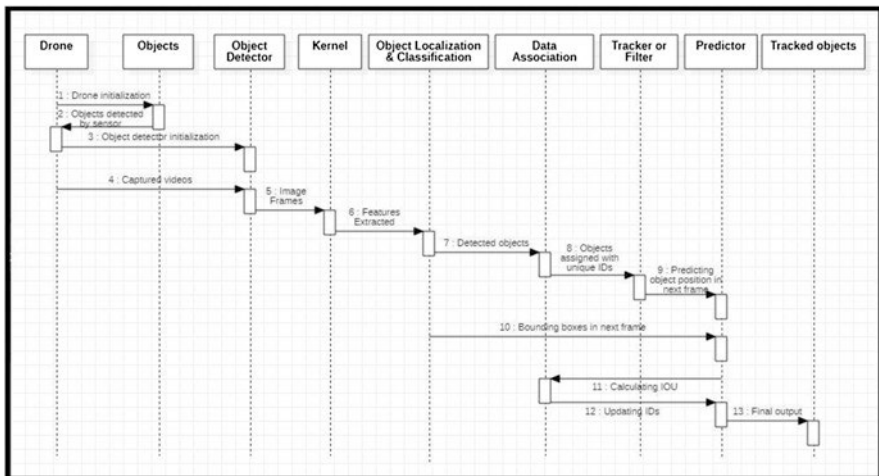 Drone
Objects
Object
Detector
Kernel
Object Localization
& Classification
Data
Association
Tracker or
Filter
Predictor
Tracked objects
1 : Drone initialization
2 : Objects detected
by sensor
3 : Object detector initialization
4 : Captured videos
5 : Image
Frames
6 : Features
Extracted
7 : Detected objects
8 : Objects
assigned with
unique IDs
9 : Predicting
object position in
next frame
10 : Bounding boxes in next frame
11 : Calculating IOU
12 : Updating IDs
13 : Final output